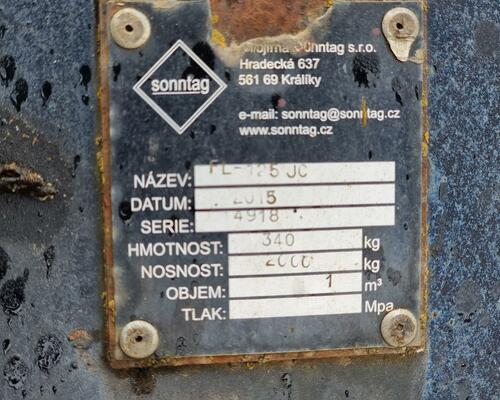 sonntag
s.r.o.
Hradecká 637
561 69 Králíky
e-mail: sonntag@sonntag.cz
www.sonntag.cz
NÁZEV: FL-125 JC
DATUM: 2015
SERIE: 4918
HMOTNOST: 340 kg
NOSNOST: 2000 kg
OBJEM: 1 m³
TLAK: Mpa